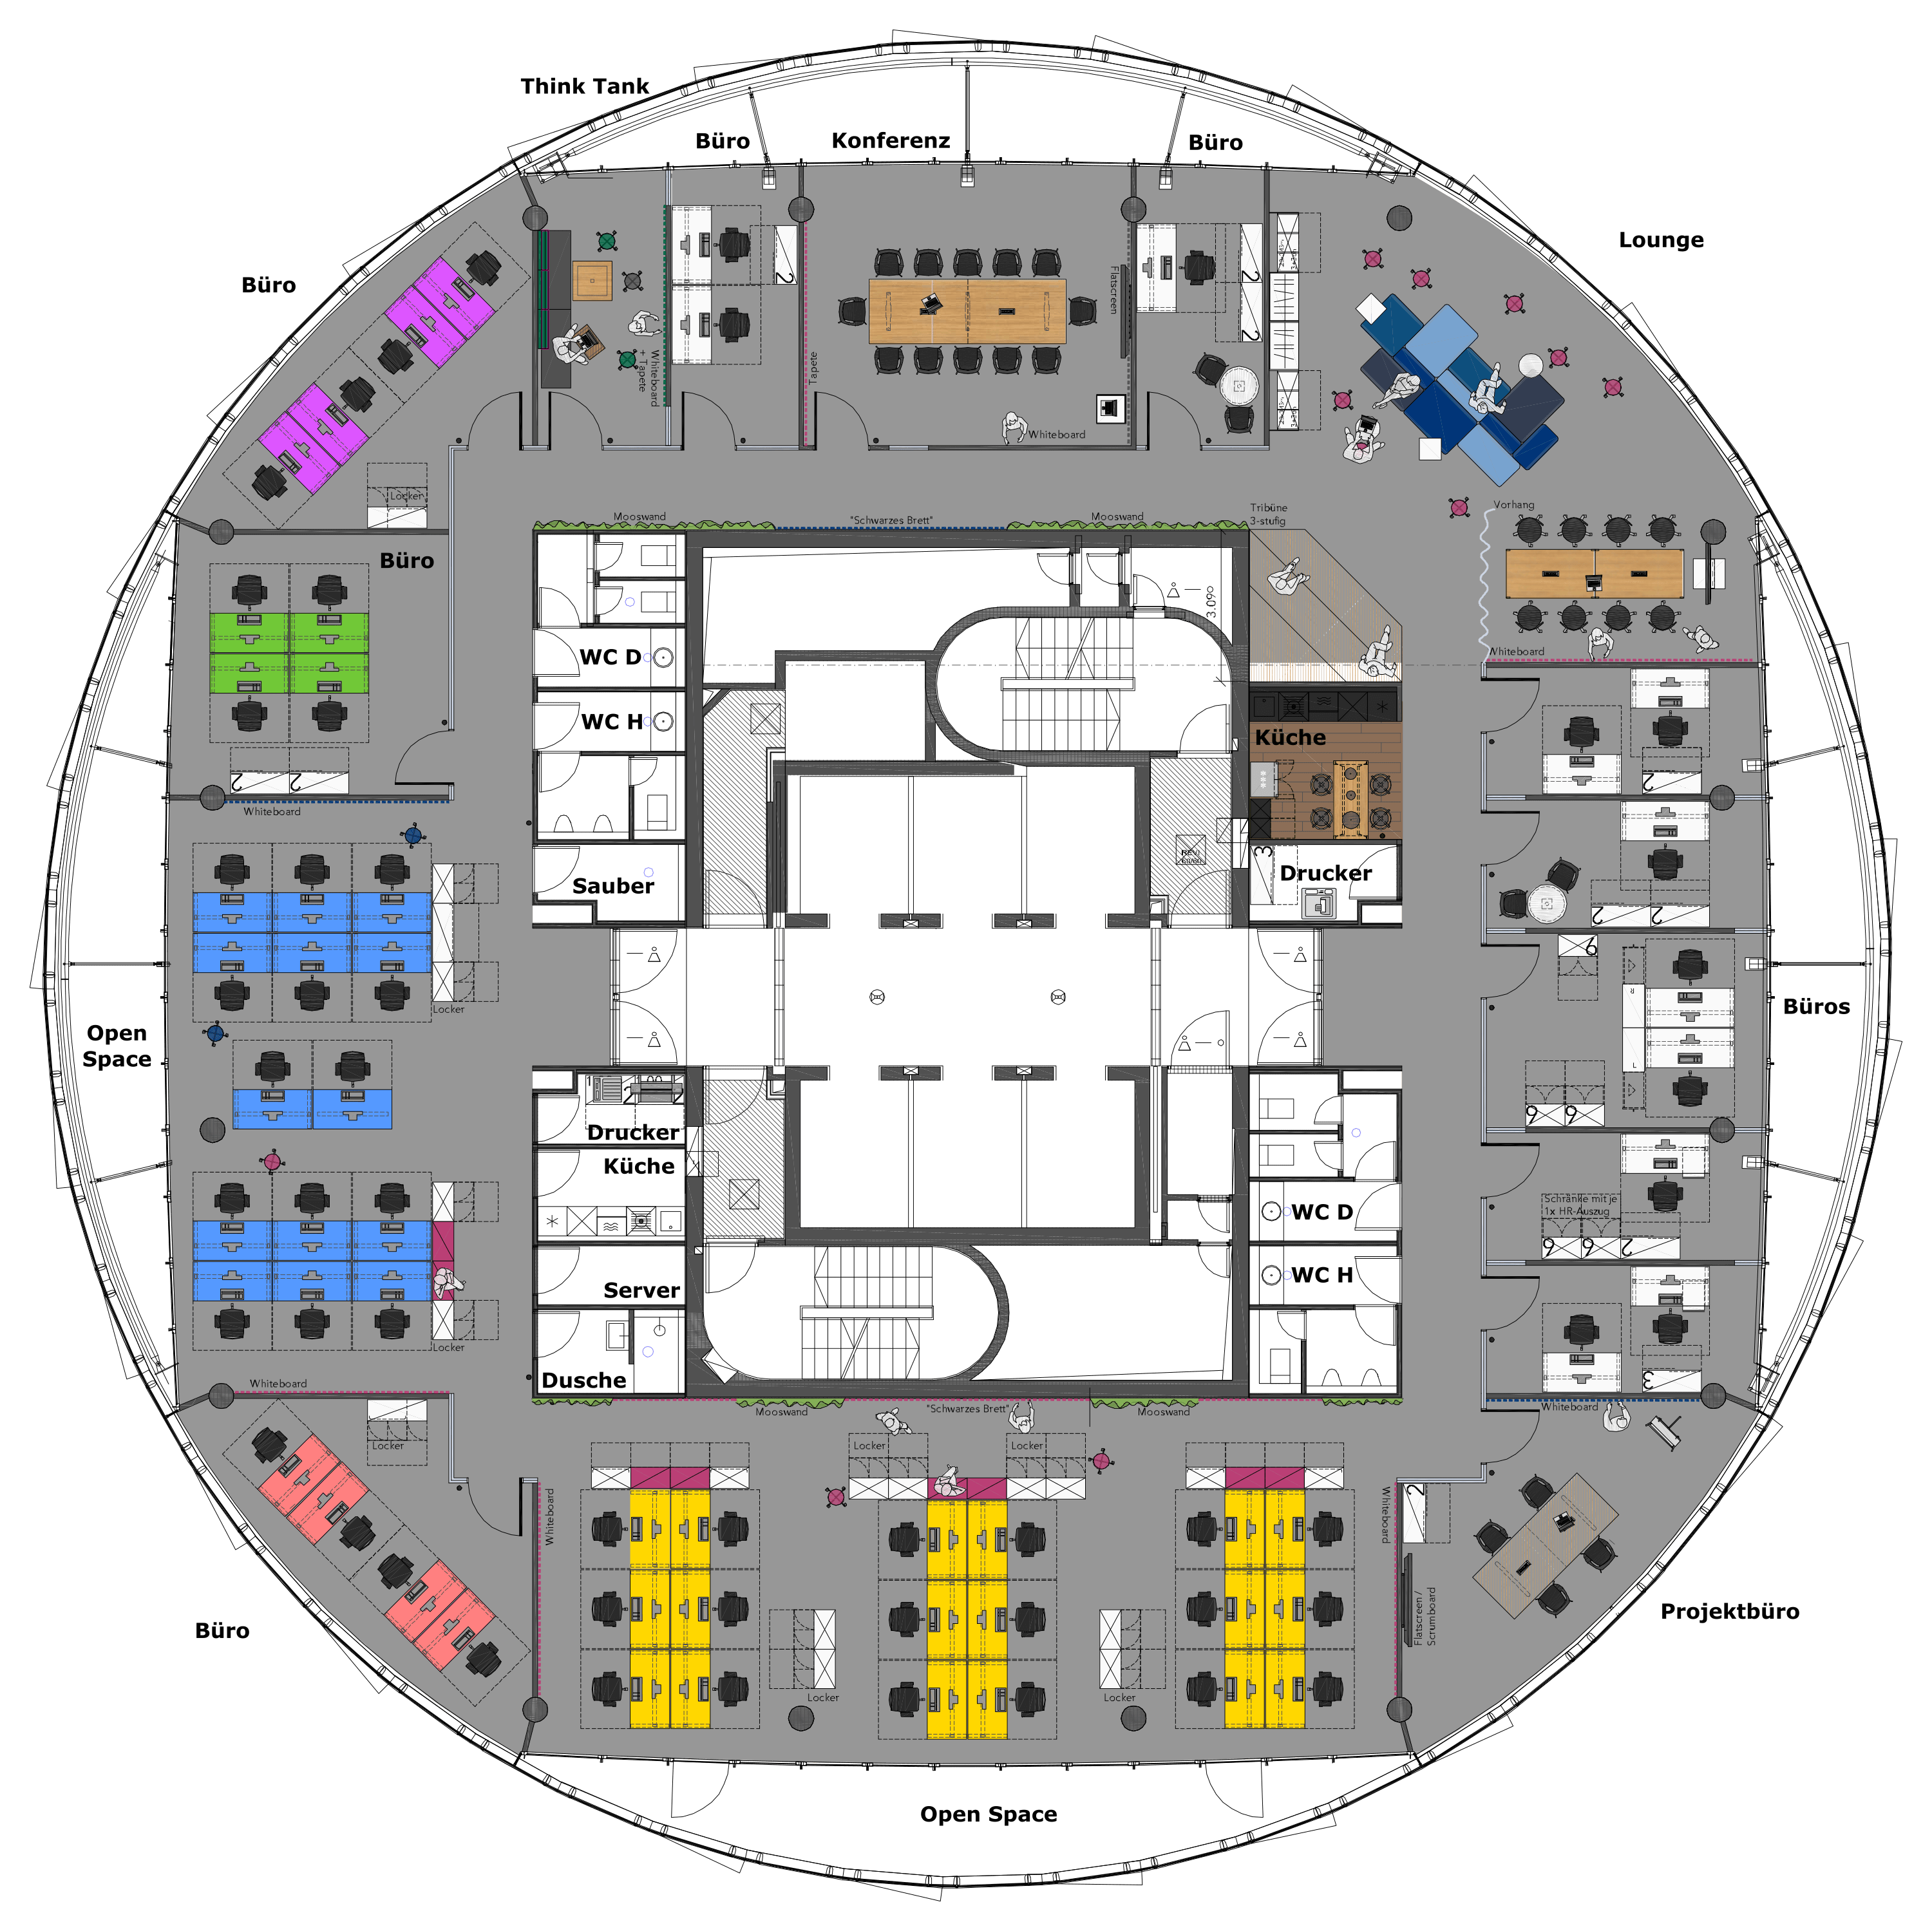 Think Tank
Büro
Konferenz
Büro
Lounge
Büro
Flatscreen
Tapete
Whiteboard
+ Tapete
Whiteboard
Locker
Mooswand
"Schwarzes Brett"
Mooswand
Tribüne
3-stufig
Vorhang
Büro
3.09
WC D
Whiteboard
WC H
Küche
Whiteboard
Sauber
Drucker
Locker
Open
Space
Büros
Drucker
Küche
Schränke mit je
1x HR-Auszug
WC D
WC H
Server
Locker
Dusche
Whiteboard
Mooswand
"Schwarzes Brett"
Mooswand
Whiteboard
Locker
Locker
Locker
Whiteboard
Whiteboard
Flatscreen /
Scrumboard
Büro
Projektbüro
Locker
Locker
Open Space